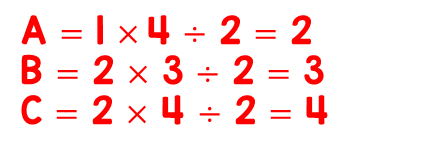 A = 1 × 4 ÷ 2 = 2
B = 2 × 3 ÷ 2 = 3
C = 2 × 4 ÷ 2 = 4